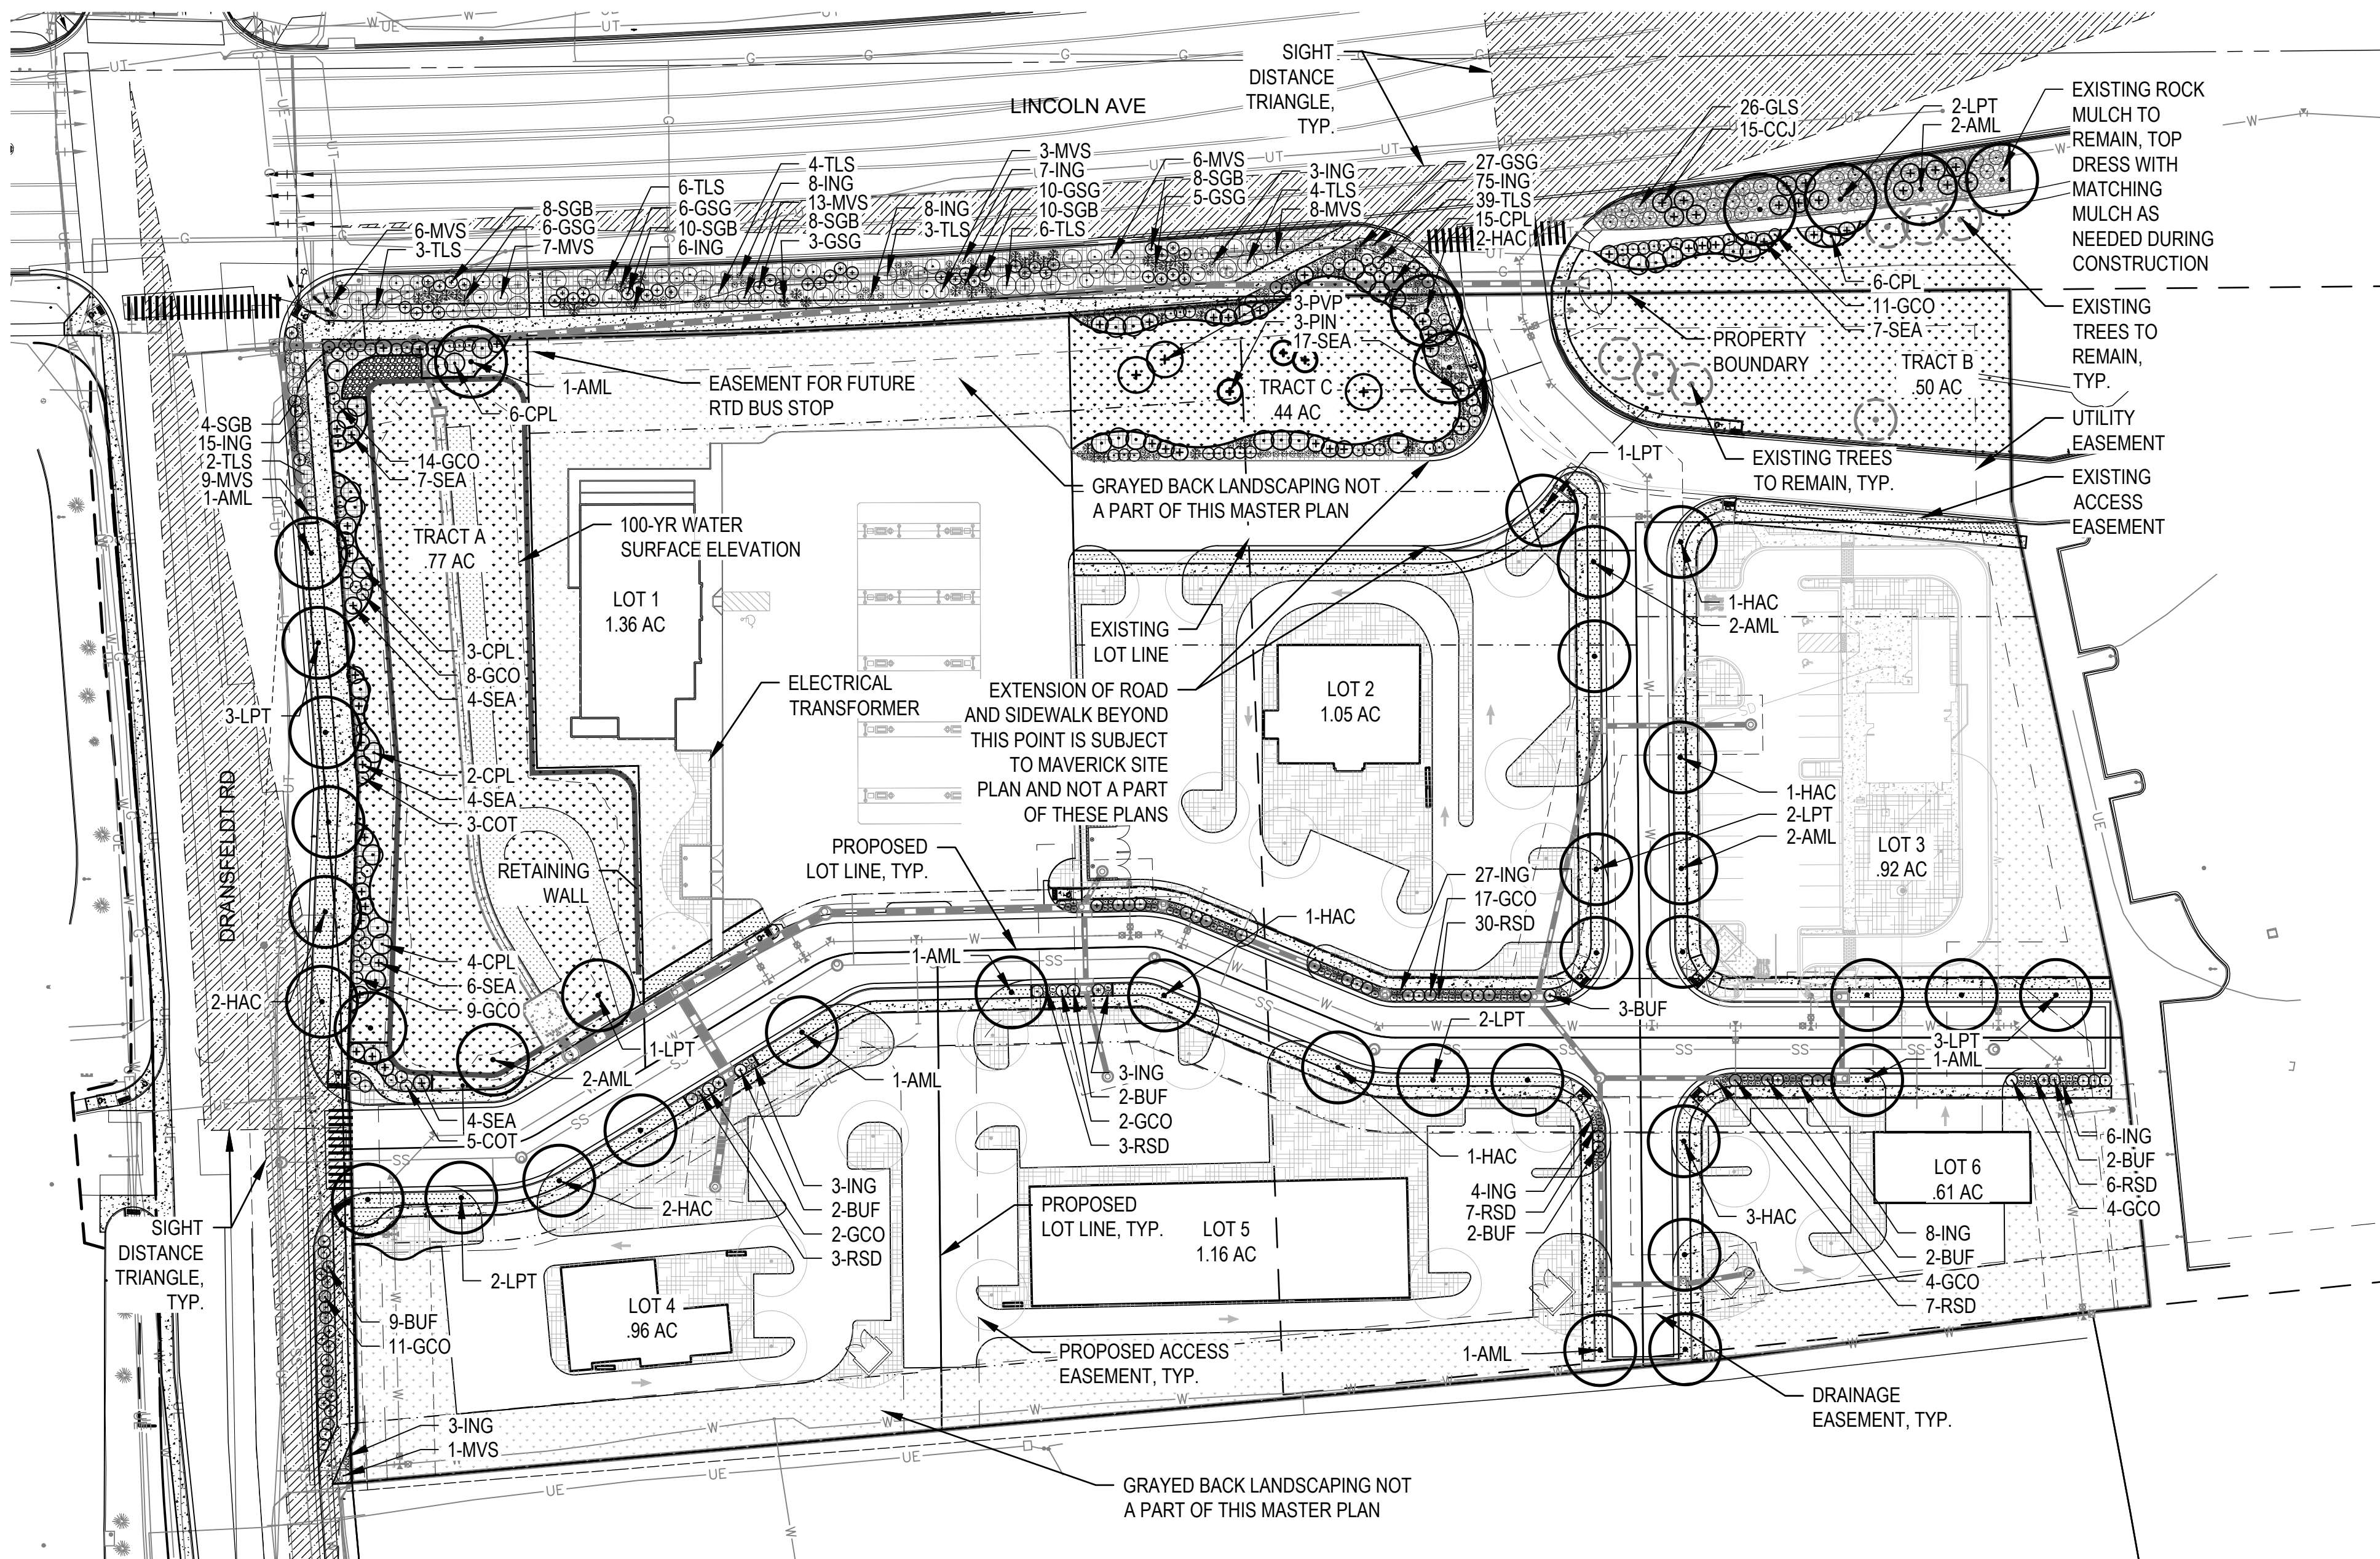 LINCOLN AVE
SIGHT
DISTANCE
TRIANGLE,
TYP.
26-GLS
15-CCJ
2-LPT
2-AML
EXISTING ROCK
MULCH TO
REMAIN, TOP
DRESS WITH
MATCHING
MULCH AS
NEEDED DURING
CONSTRUCTION
6-MVS
3-TLS
8-SGB
6-GSG
7-MVS
6-TLS
6-GSG
10-SGB
6-ING
4-TLS
8-ING
13-MVS
8-SGB
3-GSG
8-ING
3-TLS
3-MVS
7-ING
10-GSG
10-SGB
6-TLS
6-MVS
8-SGB
5-GSG
3-ING
4-TLS
8-MVS
27-GSG
75-ING
39-TLS
15-CPL
2-HAC
3-PVP
3-PIN
17-SEA
TRACT C
.44 AC
6-CPL
11-GCO
7-SEA
PROPERTY
BOUNDARY
TRACT B
.50 AC
EXISTING
TREES TO
REMAIN,
TYP.
UTILITY
EASEMENT
EXISTING
ACCESS
EASEMENT
EXISTING TREES
TO REMAIN, TYP.
1-AML
6-CPL
EASEMENT FOR FUTURE
RTD BUS STOP
4-SGB
15-ING
2-TLS
9-MVS
1-AML
14-GCO
7-SEA
TRACT A
.77 AC
100-YR WATER
SURFACE ELEVATION
GRAYED BACK LANDSCAPING NOT
A PART OF THIS MASTER PLAN
1-LPT
LOT 1
1.36 AC
1-HAC
2-AML
EXISTING
LOT LINE
3-CPL
8-GCO
4-SEA
3-LPT
ELECTRICAL
TRANSFORMER
EXTENSION OF ROAD
AND SIDEWALK BEYOND
THIS POINT IS SUBJECT
TO MAVERICK SITE
PLAN AND NOT A PART
OF THESE PLANS
LOT 2
1.05 AC
2-CPL
4-SEA
3-COT
1-HAC
2-LPT
2-AML
LOT 3
.92 AC
DRANSFELDT RD
RETAINING
WALL
PROPOSED
LOT LINE, TYP.
27-ING
17-GCO
30-RSD
1-HAC
4-CPL
6-SEA
9-GCO
2-HAC
1-AML
3-BUF
2-LPT
3-LPT
1-AML
1-LPT
2-AML
1-AML
3-ING
2-BUF
2-GCO
3-RSD
4-SEA
5-COT
1-HAC
6-ING
2-BUF
6-RSD
4-GCO
LOT 6
.61 AC
3-ING
2-BUF
2-GCO
3-RSD
2-HAC
2-LPT
PROPOSED
LOT LINE, TYP.
LOT 5
1.16 AC
4-ING
7-RSD
2-BUF
3-HAC
8-ING
2-BUF
4-GCO
7-RSD
SIGHT
DISTANCE
TRIANGLE,
TYP.
LOT 4
.96 AC
9-BUF
11-GCO
PROPOSED ACCESS
EASEMENT, TYP.
1-AML
DRAINAGE
EASEMENT, TYP.
3-ING
1-MVS
GRAYED BACK LANDSCAPING NOT
A PART OF THIS MASTER PLAN